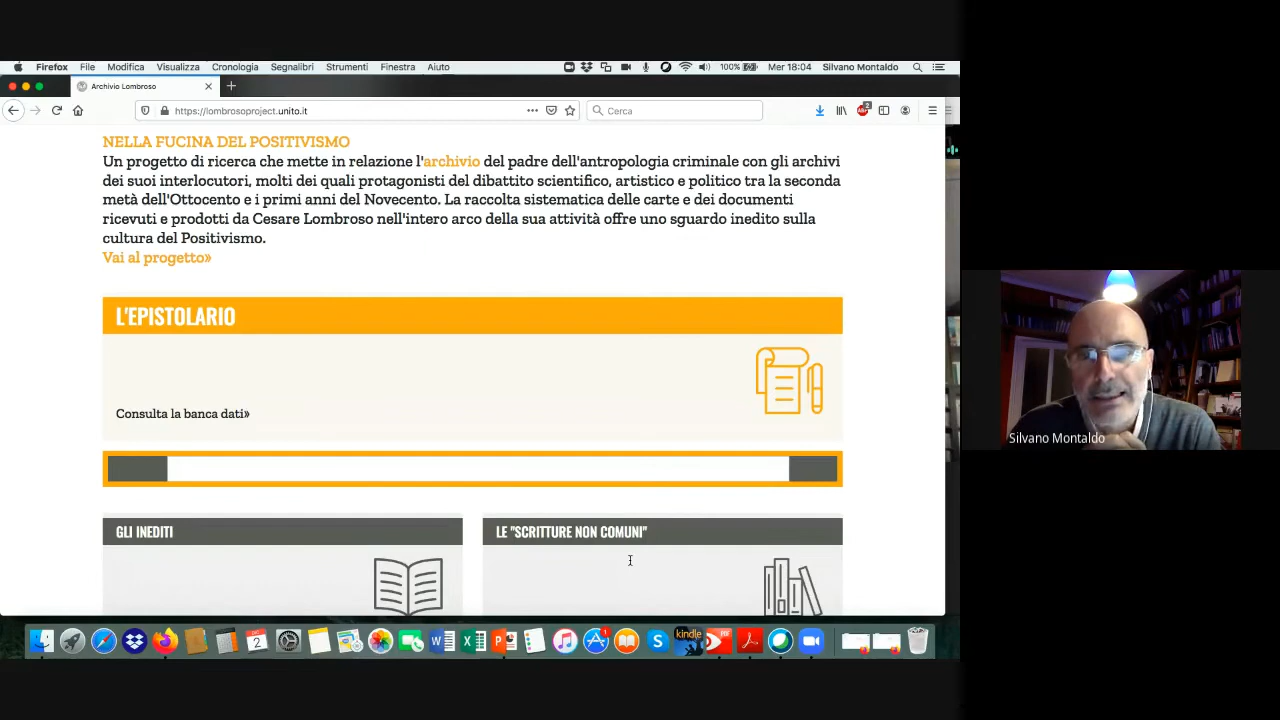 Firefox File Modifica Visualizza Cronologia Segnalibri Strumenti Finestra Aiuto 100% Mer 18:04 Silvano Montaldo
Archivio Lombroso
https://lombrosoproject.unito.it Cerca
NELLA FUCINA DEL POSITIVISMO
Un progetto di ricerca che mette in relazione l'archivio del padre dell'antropologia criminale con gli archivi
dei suoi interlocutori, molti dei quali protagonisti del dibattito scientifico, artistico e politico tra la seconda
metà dell'Ottocento e i primi anni del Novecento. La raccolta sistematica delle carte e dei documenti
ricevuti e prodotti da Cesare Lombroso nell'intero arco della sua attività offre uno sguardo inedito sulla
cultura del Positivismo.
Vai al progetto»
L'EPISTOLARIO
Consulta la banca dati»
GLI INEDITI
LE "SCRITTURE NON COMUNI"
Silvano Montaldo
2
kindle